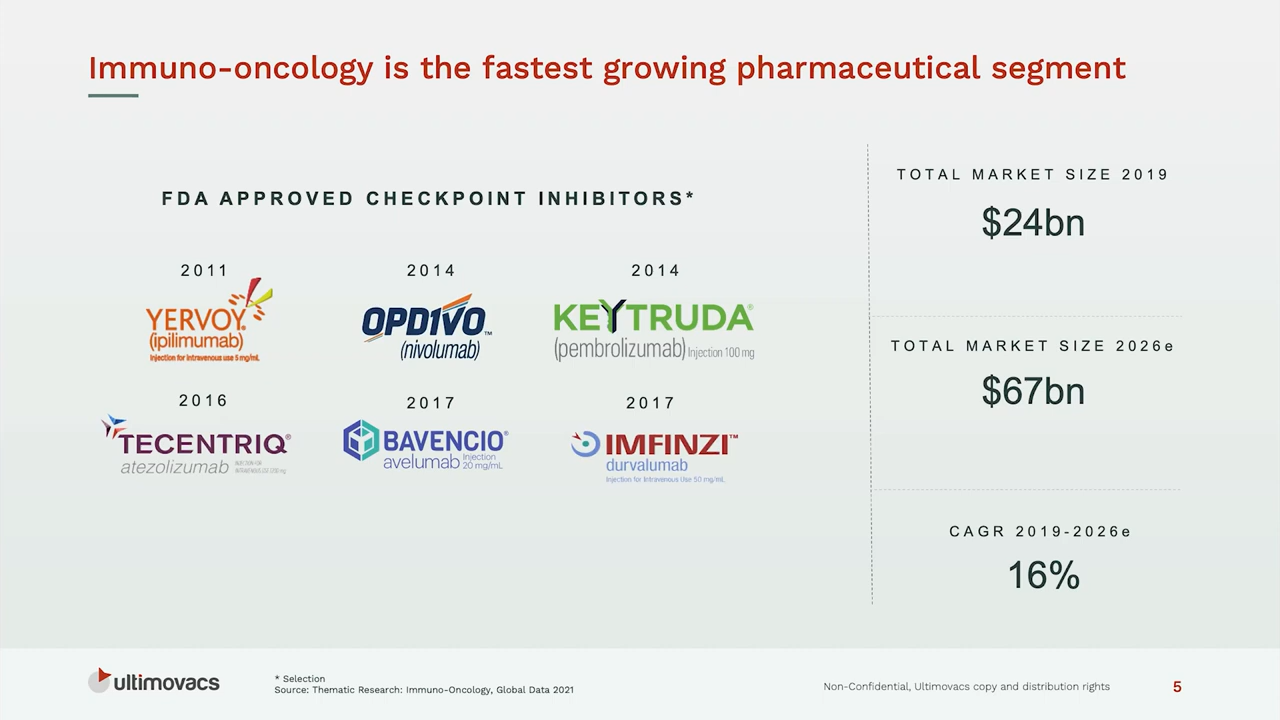 Immuno-oncology is the fastest growing pharmaceutical segment
FDA APPROVED CHECKPOINT INHIBITORS*
2011
YERVOY®
(ipilimumab)
Injection for intravenous use 5 mg/mL
2014
OPDIVO™
(nivolumab)
2014
KEYTRUDA®
(pembrolizumab) Injection 100 mg
2016
TECENTRIQ®
atezolizumab
2017
BAVENCIO®
avelumab Injection
20 mg/mL
2017
IMFINZI™
durvalumab
Injection for Intravenous Use 50 mg/mL
TOTAL MARKET SIZE 2019
$24bn
TOTAL MARKET SIZE 2026e
$67bn
CAGR 2019-2026e
16%
ultimovacs
* Selection
Source: Thematic Research: Immuno-Oncology, Global Data 2021
Non-Confidential, Ultimovacs copy and distribution rights
5